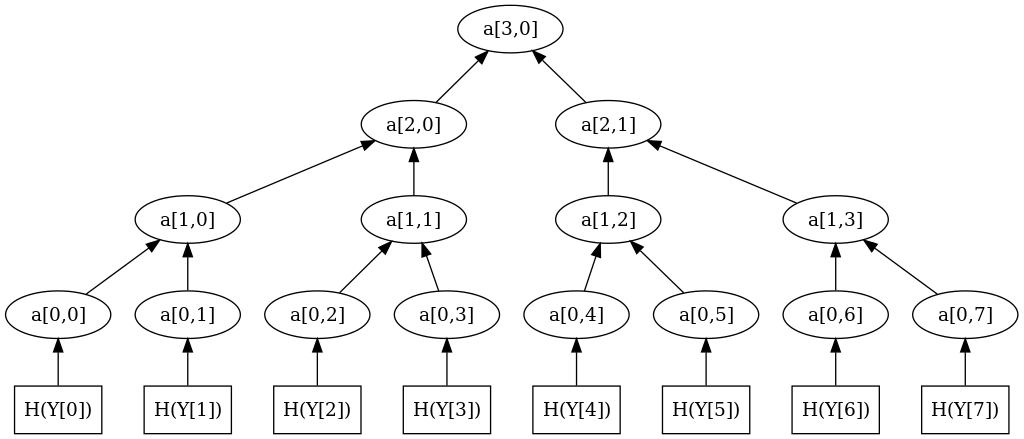 a[3,0]
a[2,0] a[2,1]
a[1,0] a[1,1] a[1,2] a[1,3]
a[0,0] a[0,1] a[0,2] a[0,3] a[0,4] a[0,5] a[0,6] a[0,7]
H(Y[0]) H(Y[1]) H(Y[2]) H(Y[3]) H(Y[4]) H(Y[5]) H(Y[6]) H(Y[7])